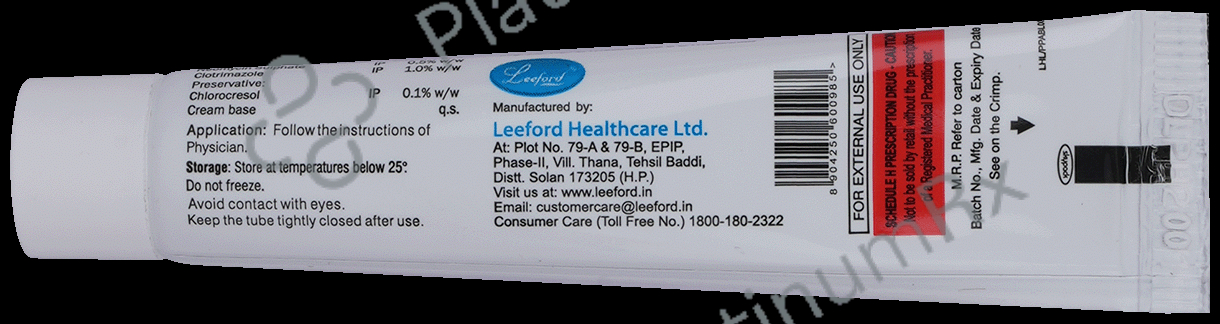 IP
Clotrimazole IP 1.0% w/w
Preservative:
Chlorocresol IP 0.1% w/w
Cream base q.s.
Application: Follow the instructions of
Physician.
Storage: Store at temperatures below 25°
Do not freeze.
Avoid contact with eyes.
Keep the tube tightly closed after use.
Leeford
Manufactured by:
Leeford Healthcare Ltd.
At: Plot No. 79-A & 79-B, EPIP,
Phase-II, Vill. Thana, Tehsil Baddi,
Distt. Solan 173205 (H.P.)
Visit us at: www.leeford.in
Email: customercare@leeford.in
Consumer Care (Toll Free No.) 1800-180-2322
8 904250 600985 >
FOR EXTERNAL USE ONLY
SCHEDULE H PRESCRIPTION DRUG - CAUTION
Not to be sold by retail without the prescription
of a Registered Medical Practitioner.
M.R.P. Refer to carton
Batch No., Mfg. Date & Expiry Date
See on the Crimp.